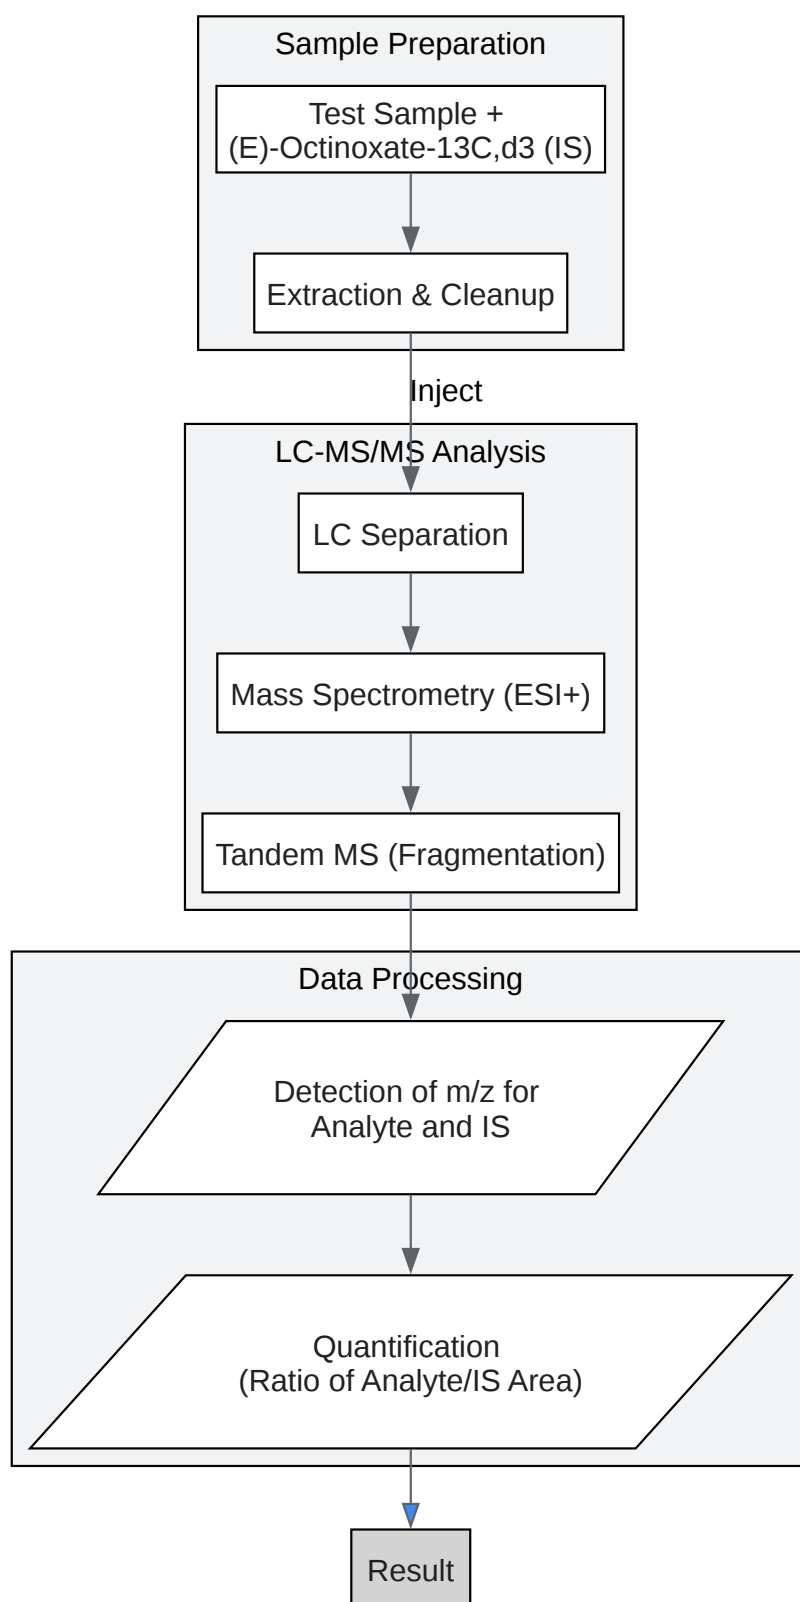 Sample Preparation
Test Sample +
(E)-Octinoxate-13C,d3 (IS)
Extraction & Cleanup
Inject
LC-MS/MS Analysis
LC Separation
Mass Spectrometry (ESI+)
Tandem MS (Fragmentation)
Data Processing
Detection of m/z for
Analyte and IS
Quantification
(Ratio of Analyte/IS Area)
Result